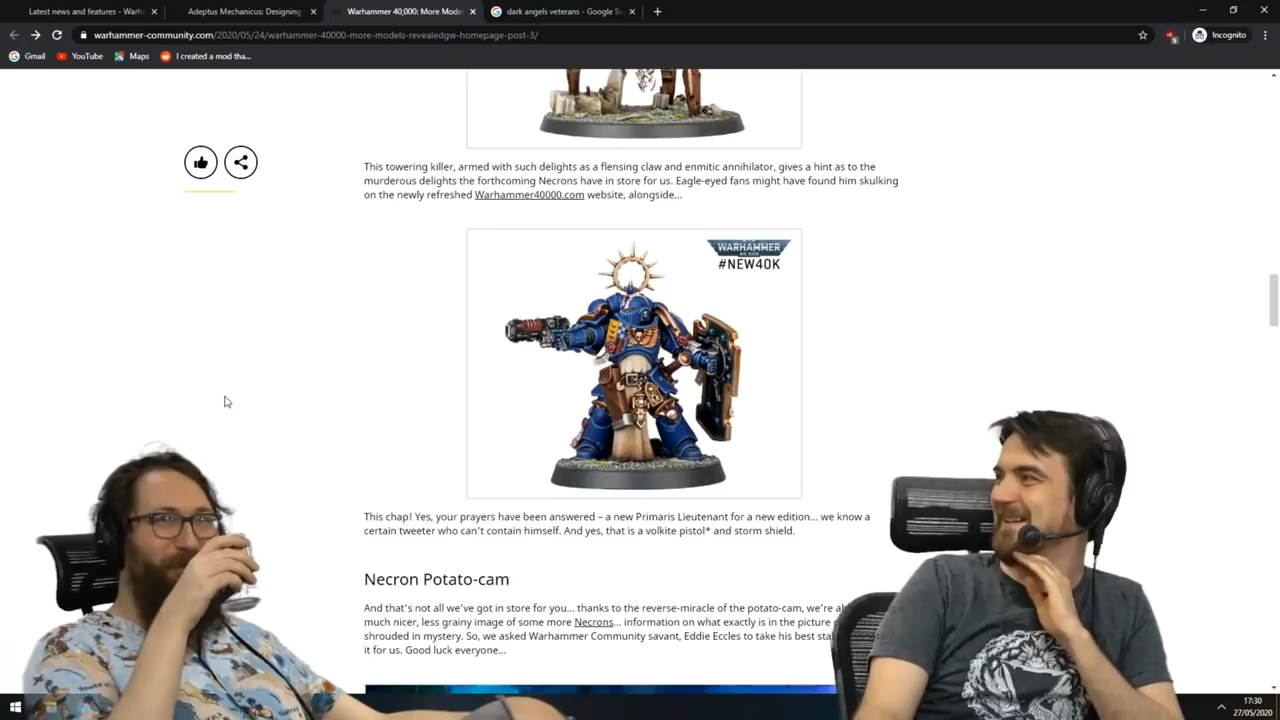 Latest news and features - Warh
Adeptus Mechanicus: Designing
Warhammer 40,000: More Model
dark angels veterans - Google Se
warhammer-community.com/2020/05/24/warhammer-40000-more-models-revealedgw-homepage-post-3/
Incognito
Gmail
YouTube
Maps
I created a mod tha...
This towering killer, armed with such delights as a flensing claw and enmitic annihilator, gives a hint as to the
murderous delights the forthcoming Necrons have in store for us. Eagle-eyed fans might have found him skulking
on the newly refreshed Warhammer40000.com website, alongside...
WARHAMMER
40,000
#NEW40K
This chap! Yes, your prayers have been answered – a new Primaris Lieutenant for a new edition... we know a
certain tweeter who can't contain himself. And yes, that is a volkite pistol* and storm shield.
Necron Potato-cam
And that's not all we've got in store for you... thanks to the reverse-miracle of the potato-cam, we're
much nicer, less grainy image of some more Necrons... information on what exactly is in the picture
shrouded in mystery. So, we asked Warhammer Community savant, Eddie Eccles to take his best
it for us. Good luck everyone...
17:30
27/05/2020